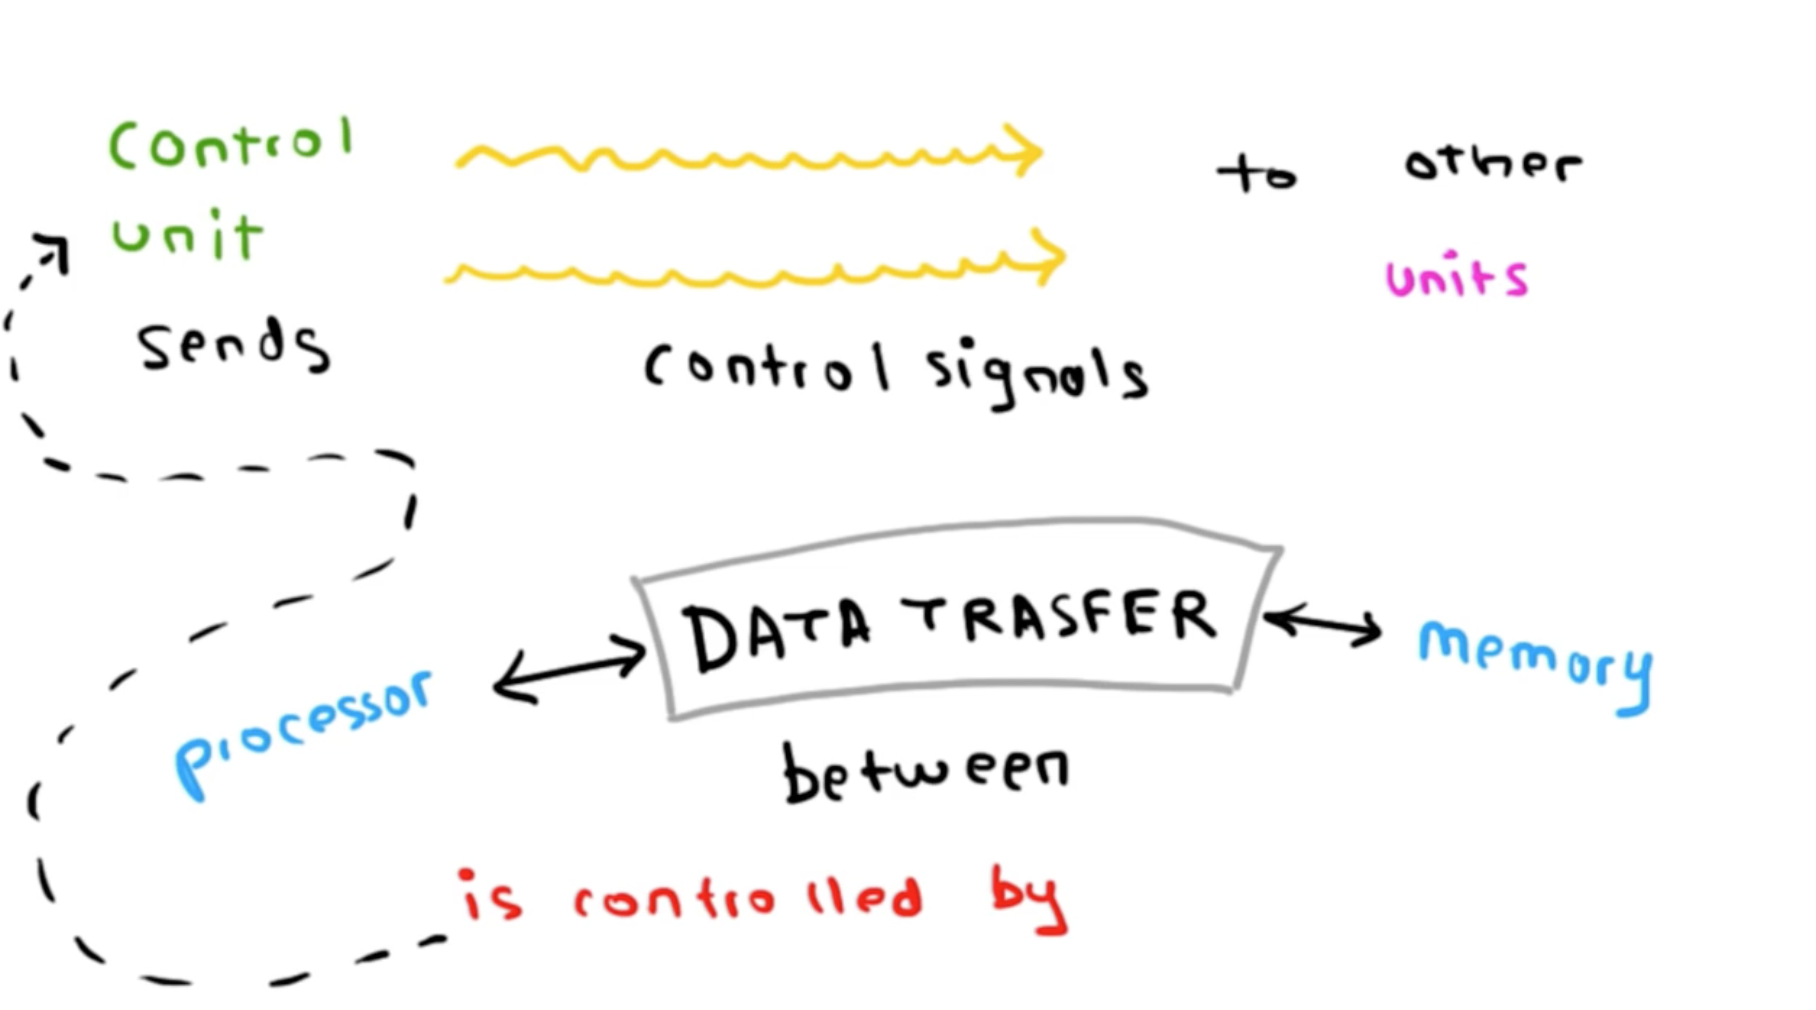 Control to other
unit units
sends control signals
DATA TRASFER
processor memory
between
is controlled by